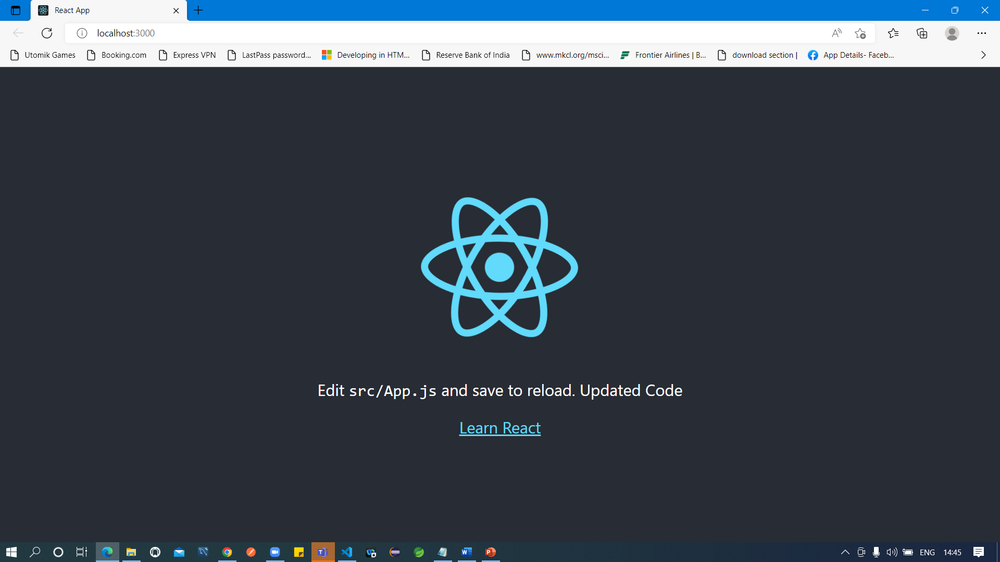 React App
localhost:3000
Utomik Games Booking.com Express VPN LastPass password... Developing in HTM... Reserve Bank of India www.mkcl.org/msci... Frontier Airlines | B... download section | App Details- Faceb...
Edit src/App.js and save to reload. Updated Code
Learn React
ENG 14:45